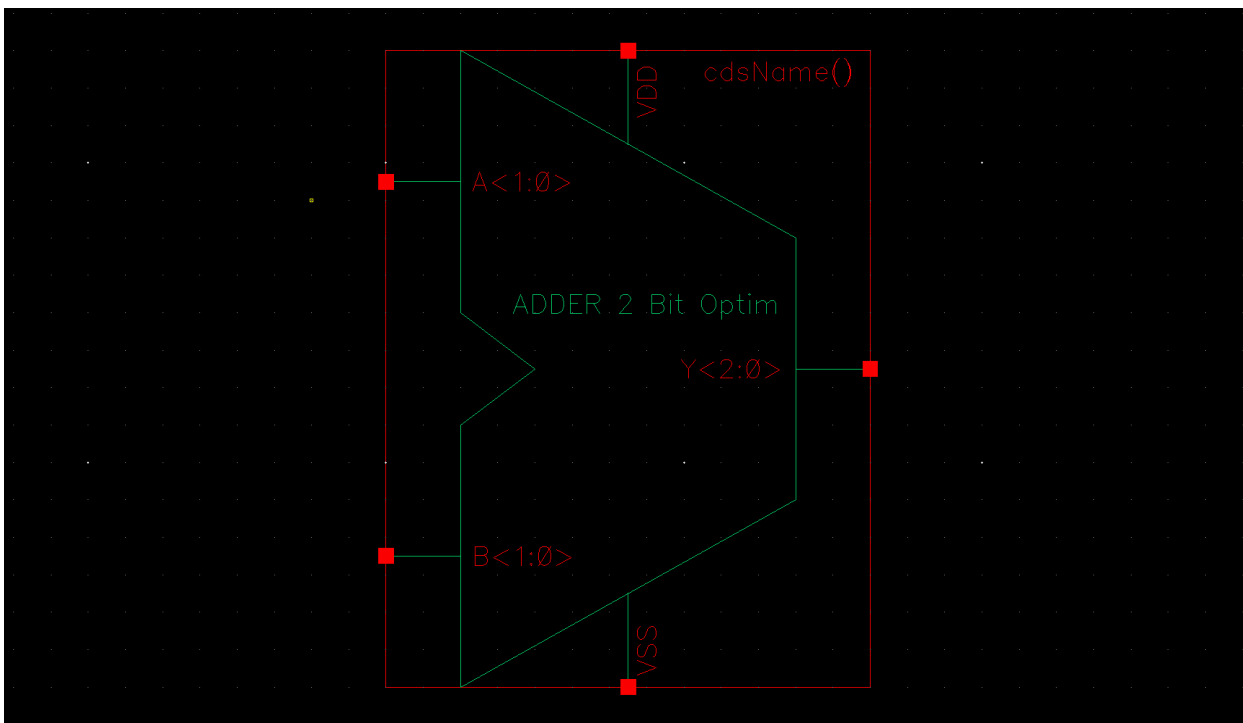 cdsName()
VDD
A<1:0>
ADDER 2 Bit Optim
Y<2:0>
B<1:0>
VSS